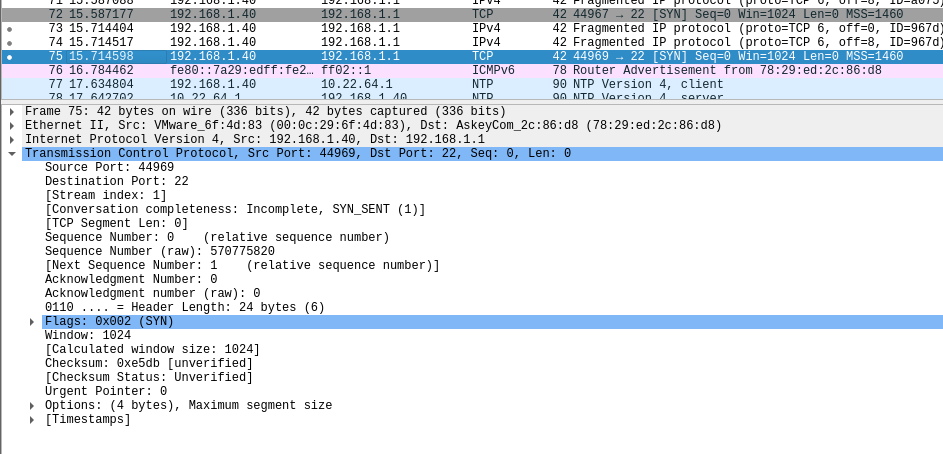 71 15.587088 192.168.1.40 192.168.1.1 IPv4 42 Fragmented IP protocol (proto=TCP 6, off=8, ID=a075)
72 15.587177 192.168.1.40 192.168.1.1 TCP 42 44967 → 22 [SYN] Seq=0 Win=1024 Len=0 MSS=1460
73 15.714404 192.168.1.40 192.168.1.1 IPv4 42 Fragmented IP protocol (proto=TCP 6, off=0, ID=967d)
74 15.714517 192.168.1.40 192.168.1.1 IPv4 42 Fragmented IP protocol (proto=TCP 6, off=8, ID=967d)
75 15.714598 192.168.1.40 192.168.1.1 TCP 42 44969 → 22 [SYN] Seq=0 Win=1024 Len=0 MSS=1460
76 16.784462 fe80::7a29:edff:fe2… ff02::1 ICMPv6 78 Router Advertisement from 78:29:ed:2c:86:d8
77 17.634804 192.168.1.40 10.22.64.1 NTP 90 NTP Version 4, client
78 17.642702 10.22.64.1 192.168.1.40 NTP 90 NTP Version 4, server
Frame 75: 42 bytes on wire (336 bits), 42 bytes captured (336 bits)
Ethernet II, Src: VMware_6f:4d:83 (00:0c:29:6f:4d:83), Dst: AskeyCom_2c:86:d8 (78:29:ed:2c:86:d8)
Internet Protocol Version 4, Src: 192.168.1.40, Dst: 192.168.1.1
Transmission Control Protocol, Src Port: 44969, Dst Port: 22, Seq: 0, Len: 0
Source Port: 44969
Destination Port: 22
[Stream index: 1]
[Conversation completeness: Incomplete, SYN_SENT (1)]
[TCP Segment Len: 0]
Sequence Number: 0 (relative sequence number)
Sequence Number (raw): 570775820
[Next Sequence Number: 1 (relative sequence number)]
Acknowledgment Number: 0
Acknowledgment number (raw): 0
0110 .... = Header Length: 24 bytes (6)
Flags: 0x002 (SYN)
Window: 1024
[Calculated window size: 1024]
Checksum: 0xe5db [unverified]
[Checksum Status: Unverified]
Urgent Pointer: 0
Options: (4 bytes), Maximum segment size
[Timestamps]